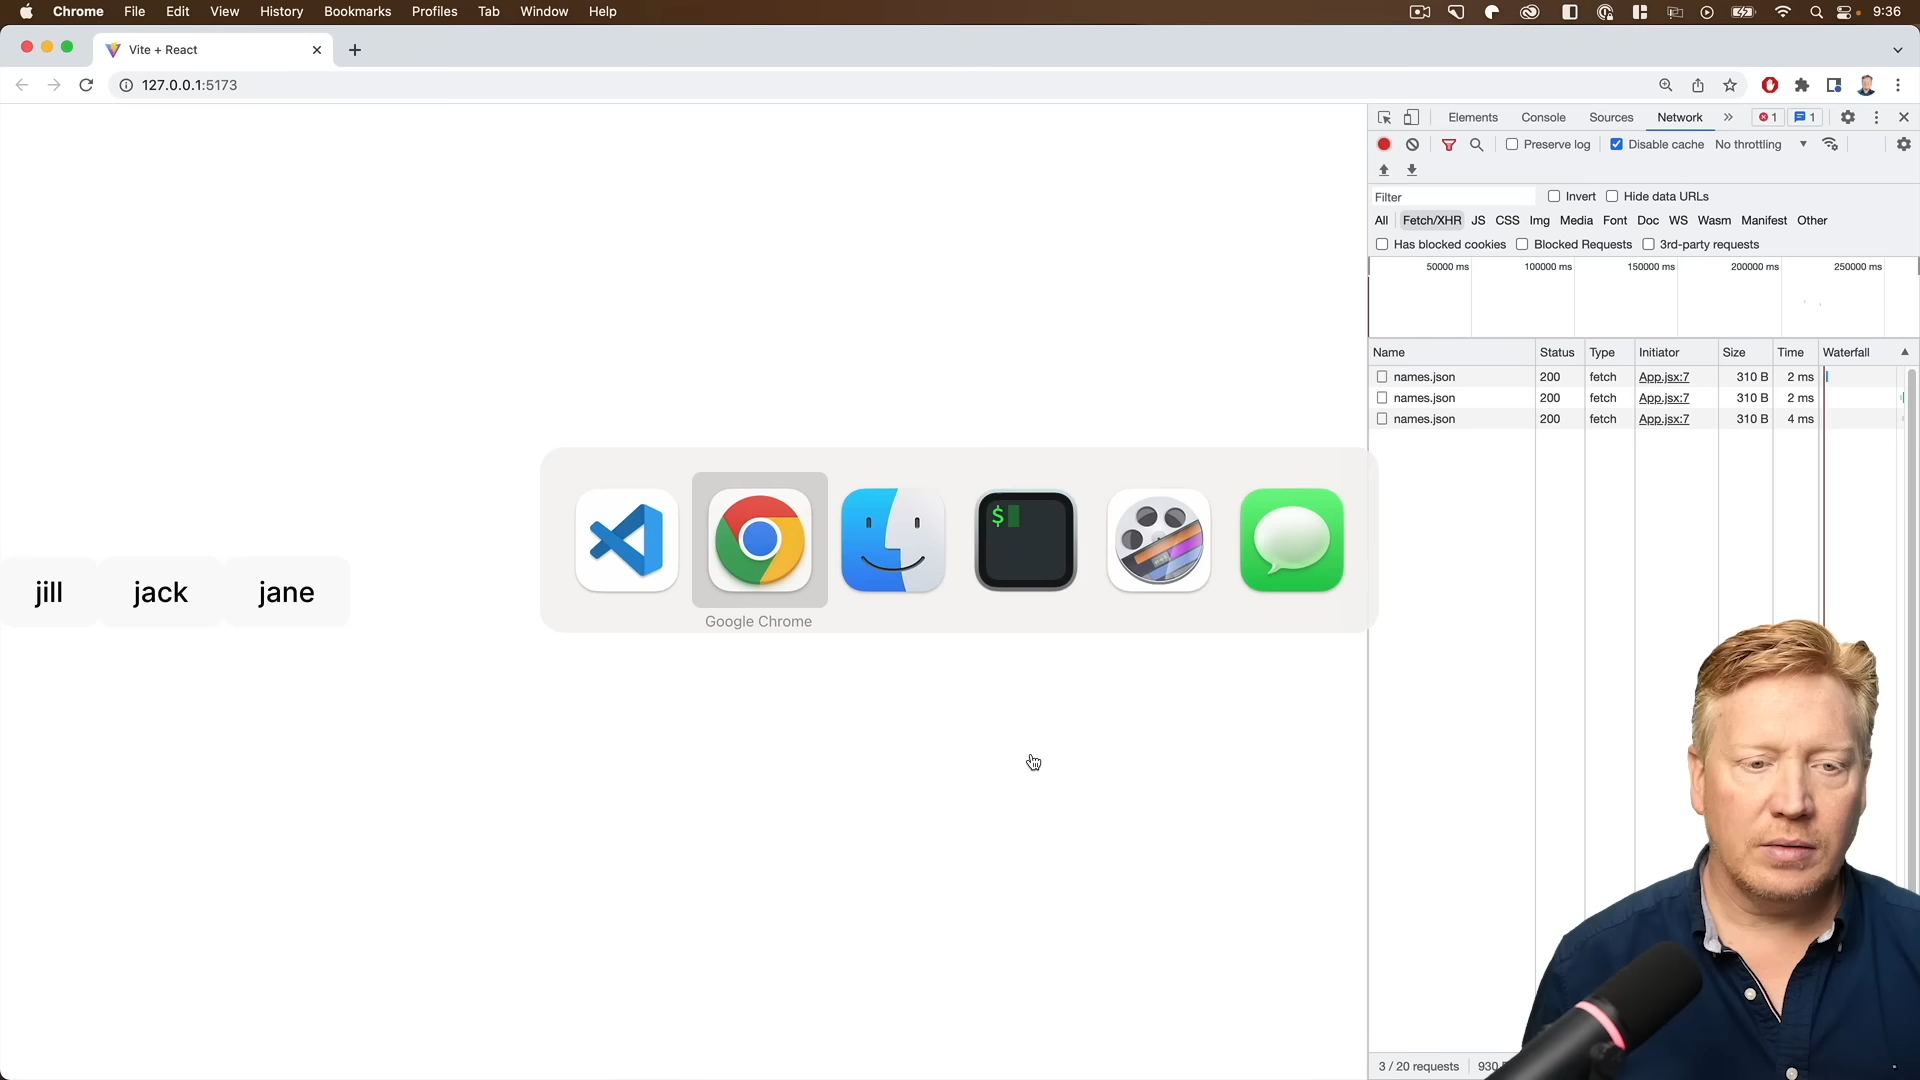 Chrome File Edit View History Bookmarks Profiles Tab Window Help 9:36
Vite + React
127.0.0.1:5173
Elements Console Sources Network 1 1
Preserve log Disable cache No throttling
Filter Invert Hide data URLs
All Fetch/XHR JS CSS Img Media Font Doc WS Wasm Manifest Other
Has blocked cookies Blocked Requests 3rd-party requests
50000 ms 100000 ms 150000 ms 200000 ms 250000 ms
Name Status Type Initiator Size Time Waterfall
names.json 200 fetch App.jsx:7 310 B 2 ms
names.json 200 fetch App.jsx:7 310 B 2 ms
names.json 200 fetch App.jsx:7 310 B 4 ms
$
jill jack jane
Google Chrome
3 / 20 requests 930